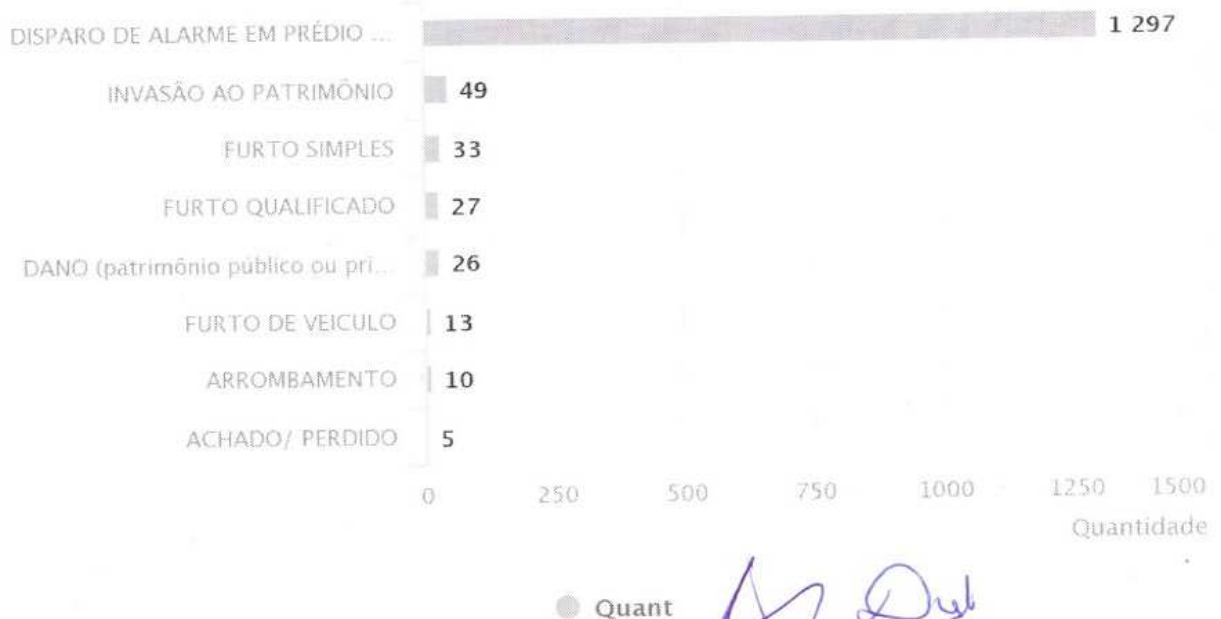 DISPARO DE ALARME EM PRÉDIO ... 1 297
INVASÃO AO PATRIMÔNIO 49
FURTO SIMPLES 33
FURTO QUALIFICADO 27
DANO (patrimônio público ou pri... 26
FURTO DE VEICULO 13
ARROMBAMENTO 10
ACHADO/ PERDIDO 5
0 250 500 750 1000 1250 1500
Quantidade
Quant